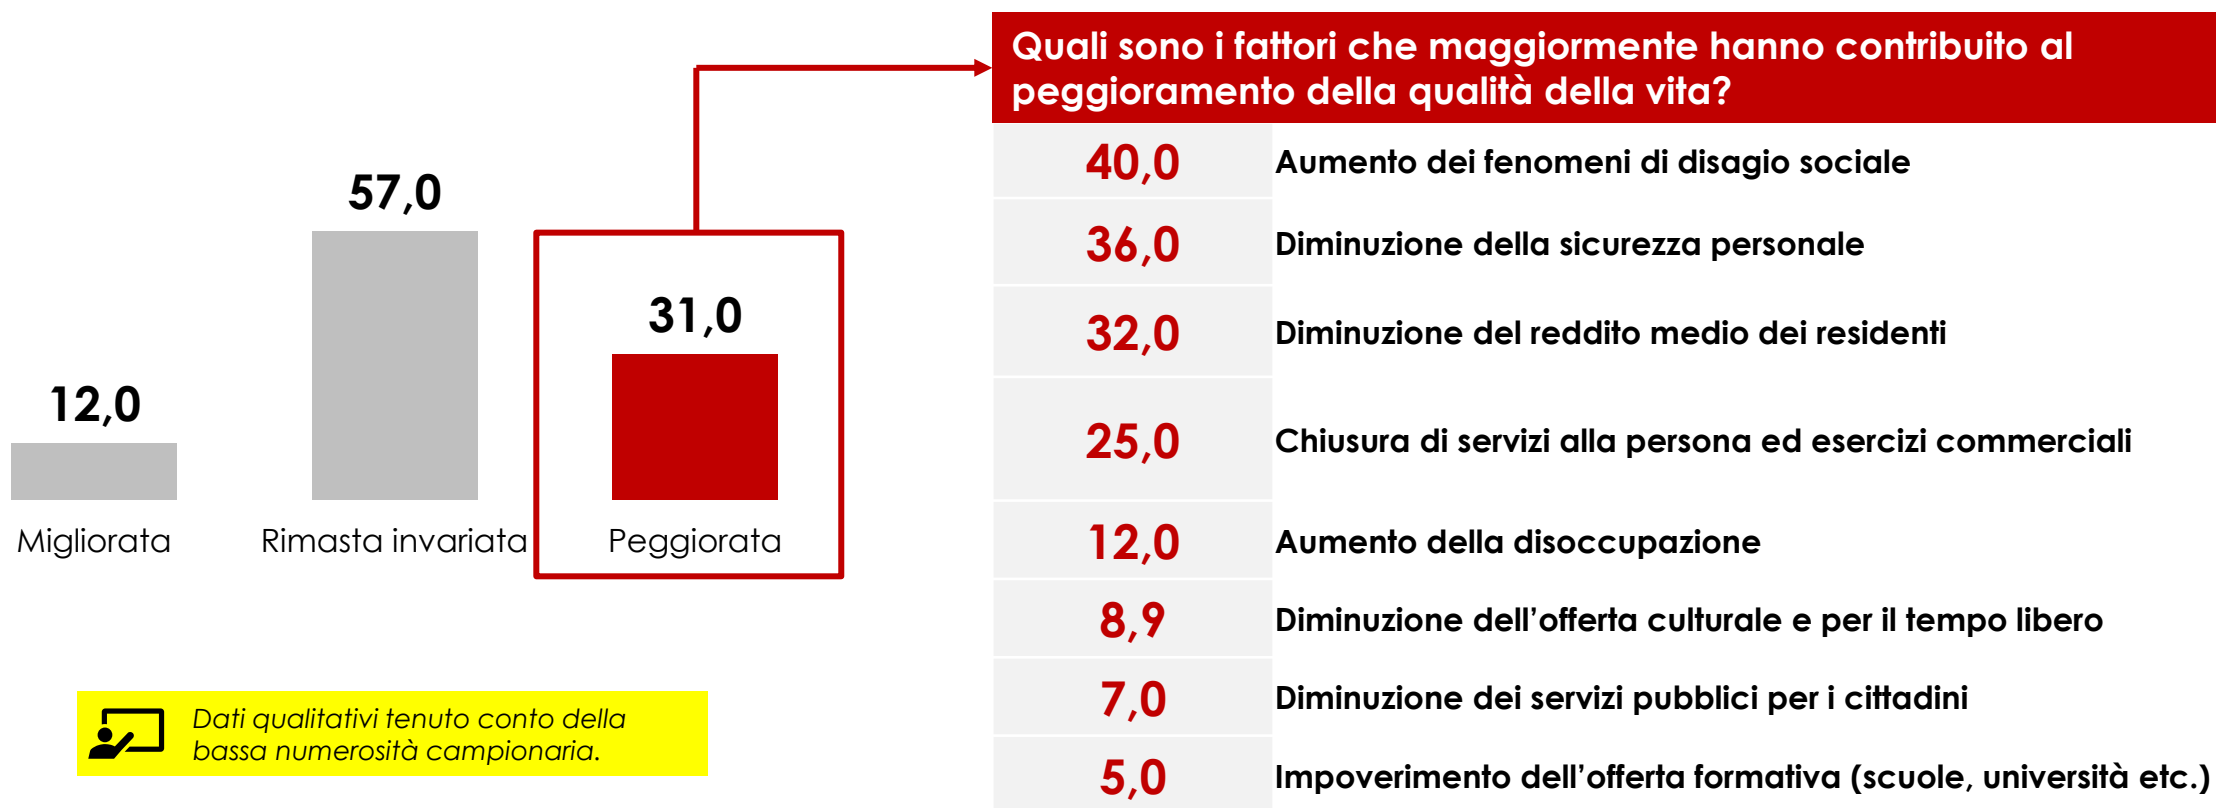 57,0
31,0
12,0
Migliorata
Rimasta invariata
Peggiorata
Dati qualitativi tenuto conto della
bassa numerosità campionaria.
Quali sono i fattori che maggiormente hanno contribuito al
peggioramento della qualità della vita?
40,0 Aumento dei fenomeni di disagio sociale
36,0 Diminuzione della sicurezza personale
32,0 Diminuzione del reddito medio dei residenti
25,0 Chiusura di servizi alla persona ed esercizi commerciali
12,0 Aumento della disoccupazione
8,9 Diminuzione dell’offerta culturale e per il tempo libero
7,0 Diminuzione dei servizi pubblici per i cittadini
5,0 Impoverimento dell’offerta formativa (scuole, università etc.)